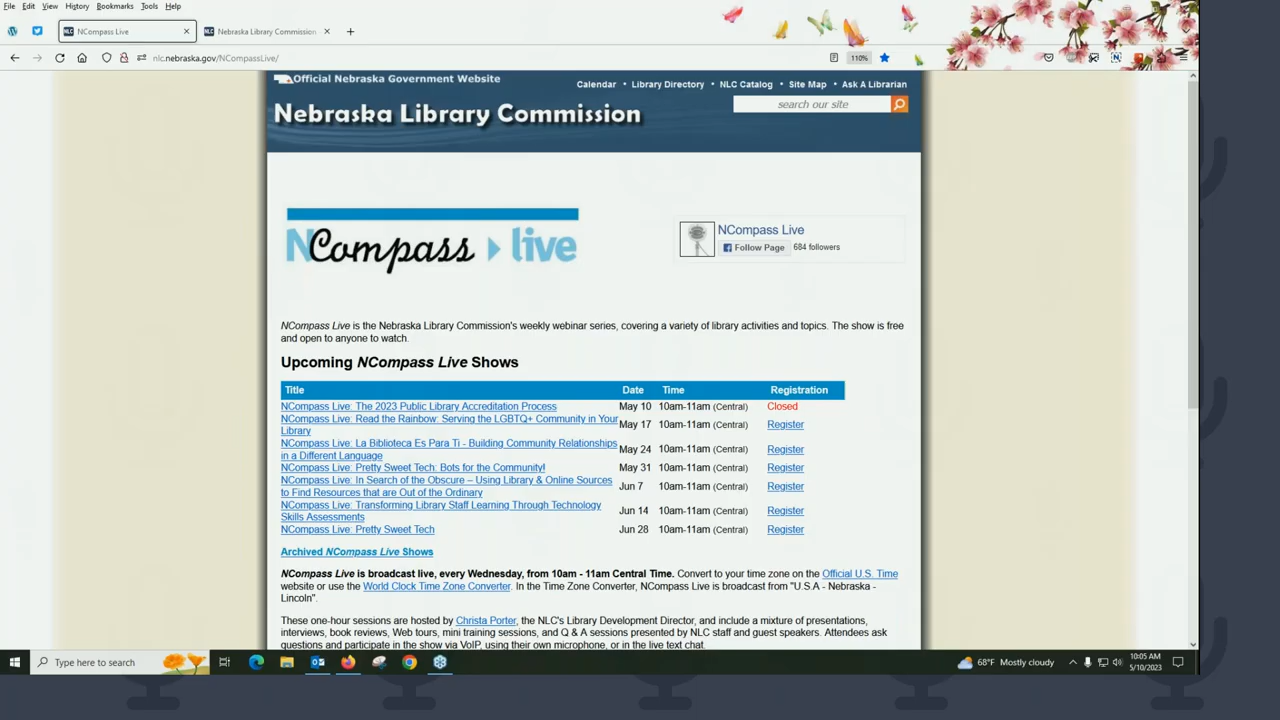 File Edit View History Bookmarks Tools Help
NCompass Live
Nebraska Library Commission
nlc.nebraska.gov/NCompassLive/
110%
Official Nebraska Government Website
Calendar • Library Directory • NLC Catalog • Site Map • Ask A Librarian
Nebraska Library Commission
search our site
NCompass live
NCompass Live
Follow Page 684 followers
NCompass Live is the Nebraska Library Commission's weekly webinar series, covering a variety of library activities and topics. The show is free
and open to anyone to watch.
Upcoming NCompass Live Shows
Title Date Time Registration
NCompass Live: The 2023 Public Library Accreditation Process May 10 10am-11am (Central) Closed
NCompass Live: Read the Rainbow: Serving the LGBTQ+ Community in Your
Library May 17 10am-11am (Central) Register
NCompass Live: La Biblioteca Es Para Ti - Building Community Relationships
in a Different Language May 24 10am-11am (Central) Register
NCompass Live: Pretty Sweet Tech: Bots for the Community! May 31 10am-11am (Central) Register
NCompass Live: In Search of the Obscure – Using Library & Online Sources
to Find Resources that are Out of the Ordinary Jun 7 10am-11am (Central) Register
NCompass Live: Transforming Library Staff Learning Through Technology
Skills Assessments Jun 14 10am-11am (Central) Register
NCompass Live: Pretty Sweet Tech Jun 28 10am-11am (Central) Register
Archived NCompass Live Shows
NCompass Live is broadcast live, every Wednesday, from 10am - 11am Central Time. Convert to your time zone on the Official U.S. Time
website or use the World Clock Time Zone Converter. In the Time Zone Converter, NCompass Live is broadcast from "U.S.A - Nebraska -
Lincoln".
These one-hour sessions are hosted by Christa Porter, the NLC's Library Development Director, and include a mixture of presentations,
interviews, book reviews, Web tours, mini training sessions, and Q & A sessions presented by NLC staff and guest speakers. Attendees ask
questions and participate in the show via VoIP, using their own microphone, or in the live text chat.
Type here to search
68°F Mostly cloudy
10:05 AM
5/10/2023